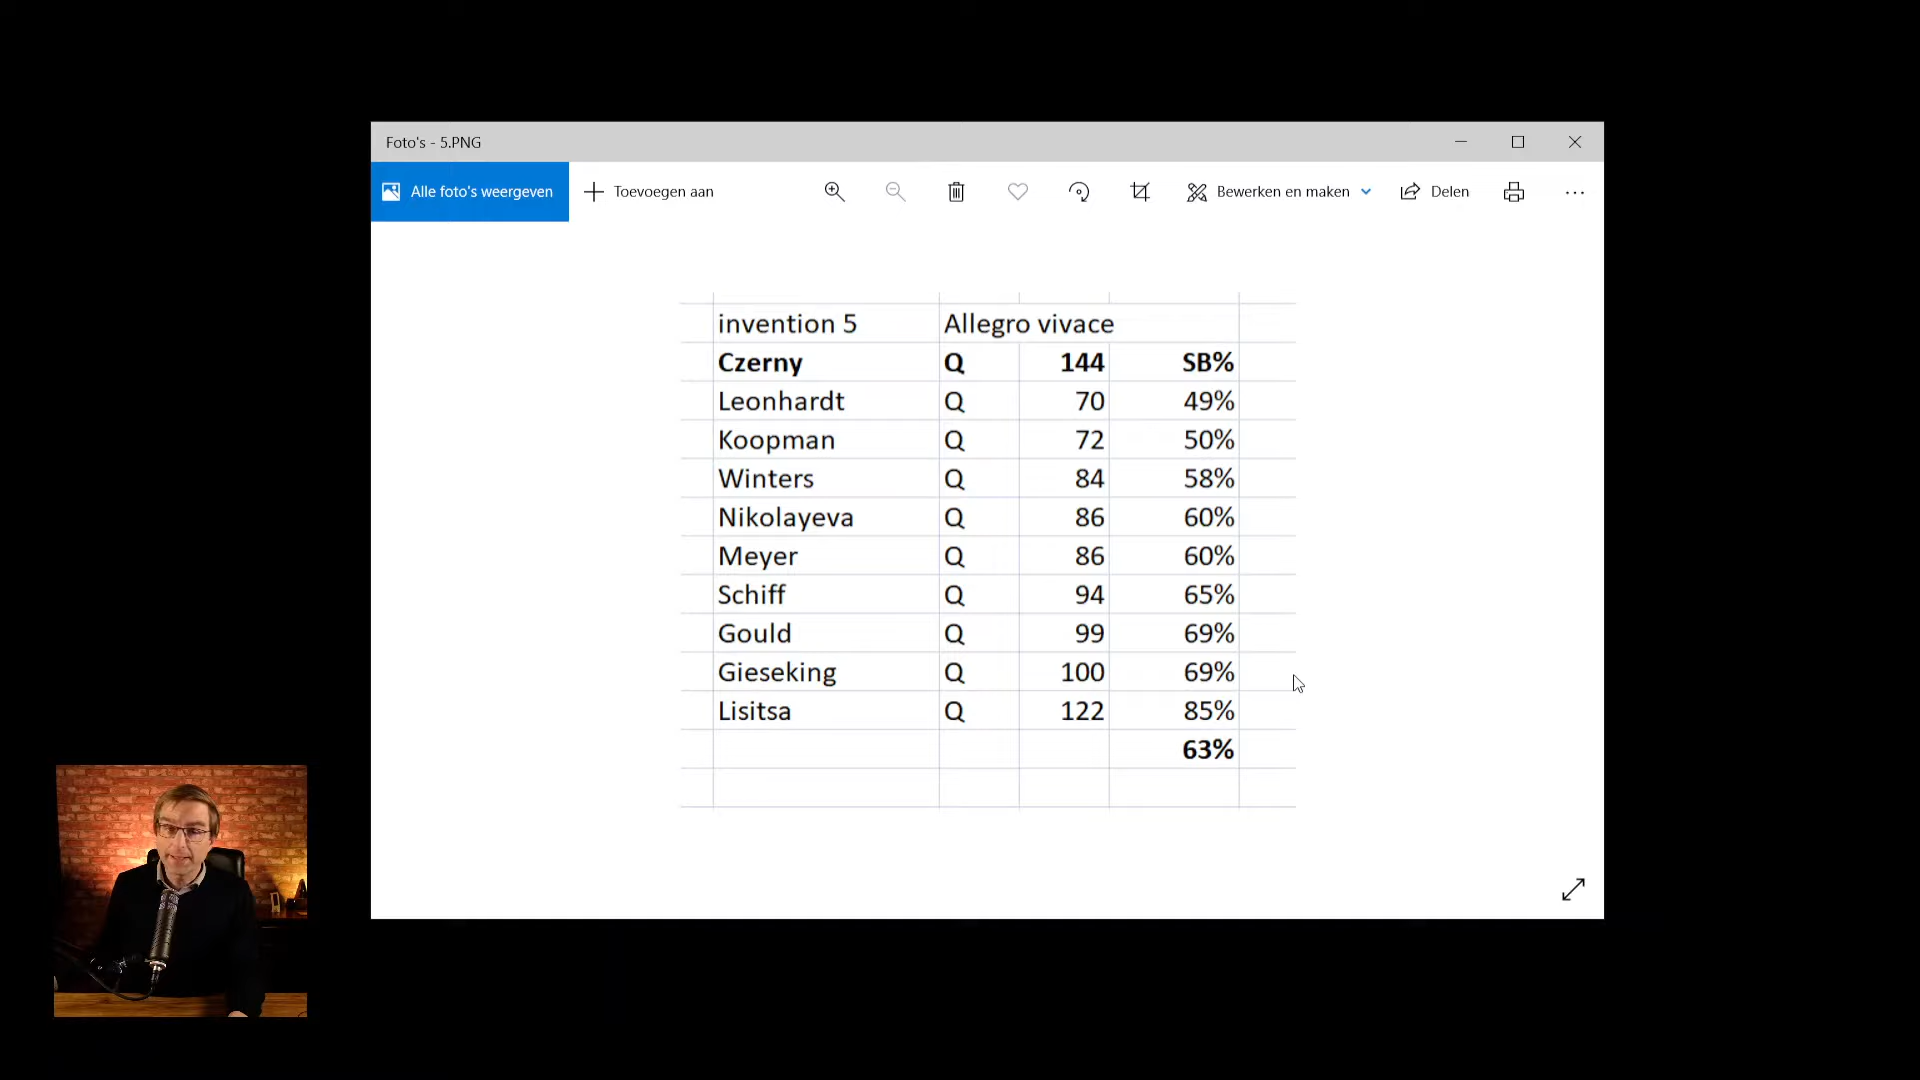 Foto's - 5.PNG
Alle foto's weergeven Toevoegen aan Bewerken en maken Delen
invention 5 Allegro vivace
Czerny Q 144 SB%
Leonhardt Q 70 49%
Koopman Q 72 50%
Winters Q 84 58%
Nikolayeva Q 86 60%
Meyer Q 86 60%
Schiff Q 94 65%
Gould Q 99 69%
Gieseking Q 100 69%
Lisitsa Q 122 85%
63%